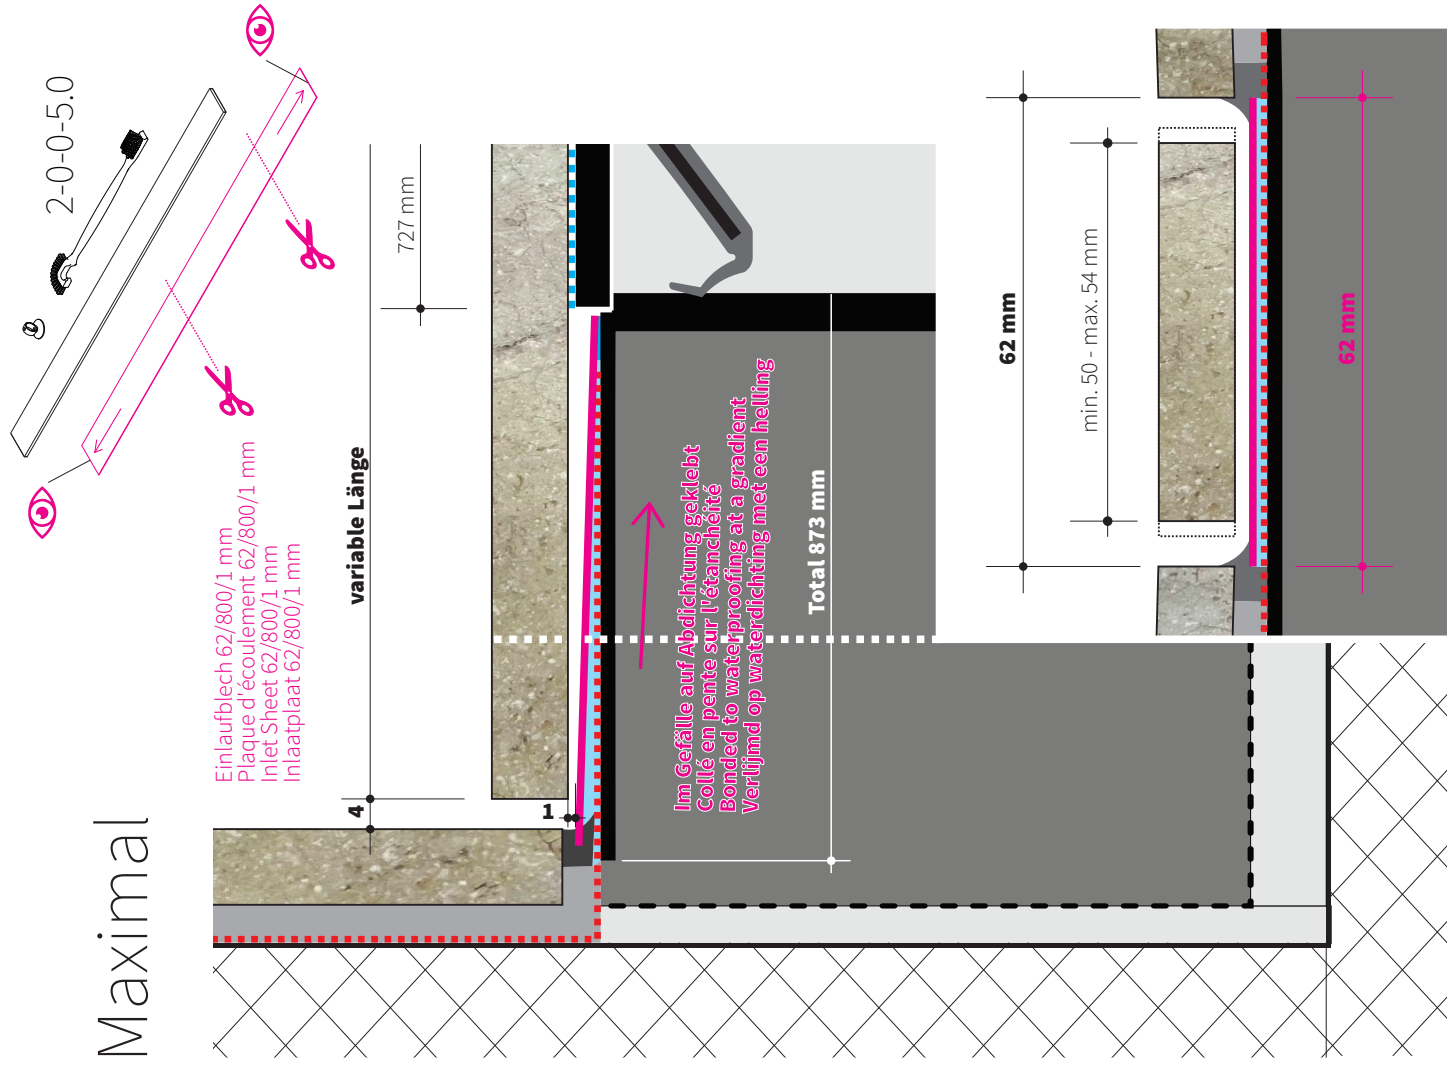 Maximal
2-0-0-5.0
Einlaufblech 62/800/1 mm
Plaque d'écoulement 62/800/1 mm
Inlet Sheet 62/800/1 mm
Inlaatplaat 62/800/1 mm
4
variable Länge
727 mm
1
Im Gefälle auf Abdichtung geklebt
Collé en pente sur l'étanchéité
Bonded to waterproofing at a gradient
Verlijmd op waterdichting met een helling
Total 873 mm
62 mm
min. 50 - max. 54 mm
62 mm